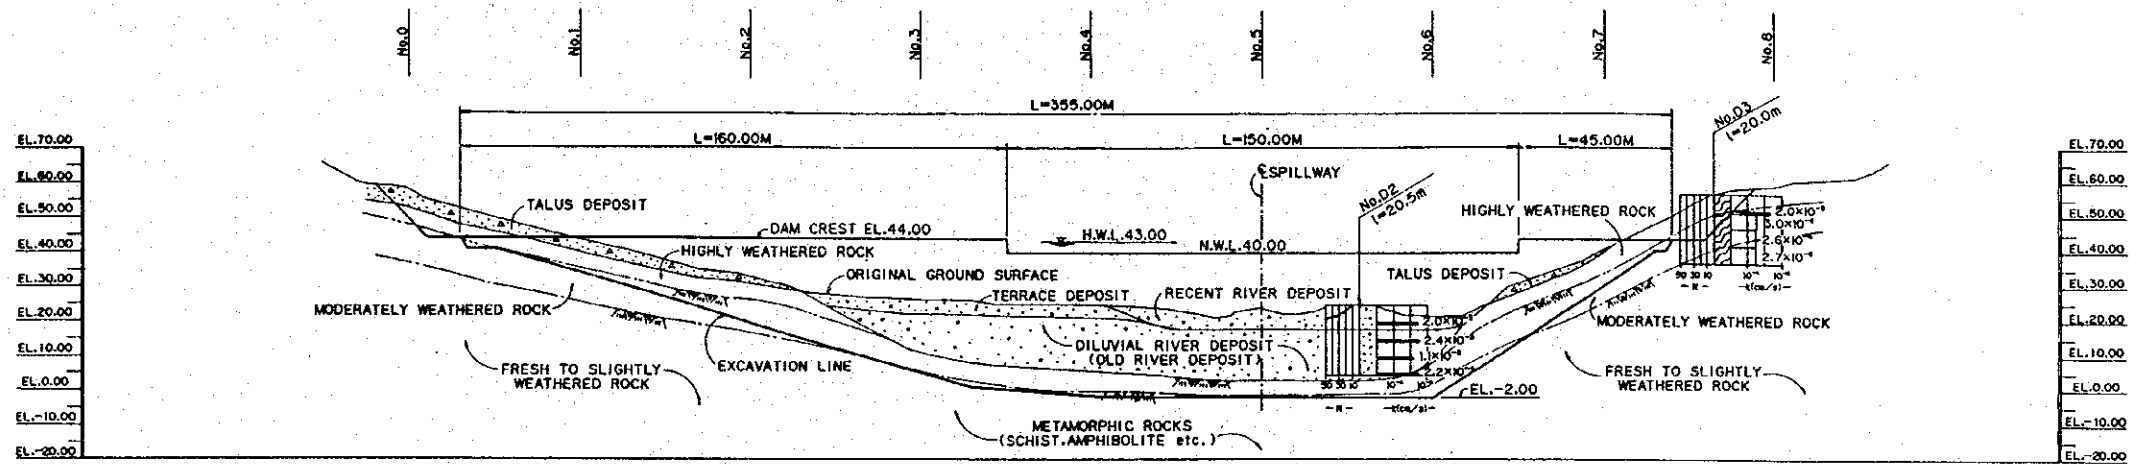 No.0
No.1
No.2
No.3
No.4
No.5
No.6
No.7
No.8
L=355.00M
L=160.00M
L=150.00M
L=45.00M
No.D3
l=20.0m
EL.70.00
EL.60.00
EL.50.00
EL.40.00
EL.30.00
EL.20.00
EL.10.00
EL.0.00
EL.-10.00
EL.-20.00
TALUS DEPOSIT
DAM CREST EL.44.00
HIGHLY WEATHERED ROCK
ORIGINAL GROUND SURFACE
MODERATELY WEATHERED ROCK
TERRACE DEPOSIT
RECENT RIVER DEPOSIT
EXCAVATION LINE
FRESH TO SLIGHTLY
WEATHERED ROCK
DILUVIAL RIVER DEPOSIT
(OLD RIVER DEPOSIT)
METAMORPHIC ROCKS
(SCHIST.AMPHIBOLITE etc.)
H.W.L.43.00
N.W.L.40.00
SPILLWAY
No.D2
l=20.5m
50 30 10
-N-
-k(cm/s)-
EL.-2.00
HIGHLY WEATHERED ROCK
TALUS DEPOSIT
MODERATELY WEATHERED ROCK
FRESH TO SLIGHTLY
WEATHERED ROCK
50 30 10
-N-
-k(cm/s)-
EL.70.00
EL.60.00
EL.50.00
EL.40.00
EL.30.00
EL.20.00
EL.10.00
EL.0.00
EL.-10.00
EL.-20.00